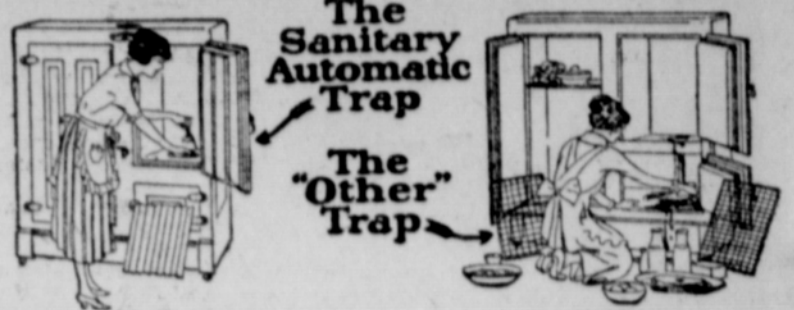 The
Sanitary
Automatic
Trap
The
"Other"
Trap